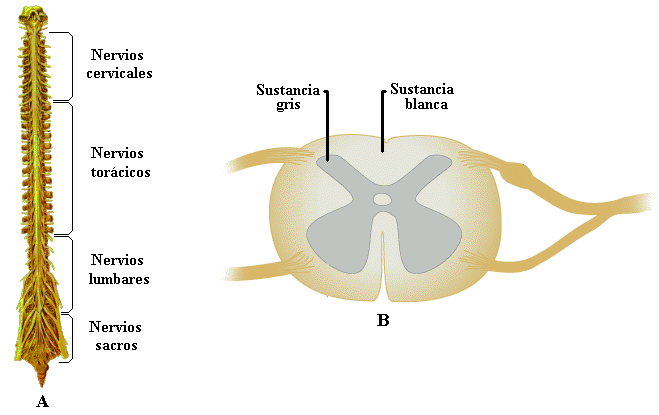 Nervios
cervicales
Nervios
torácicos
Nervios
lumbares
Nervios
sacros
A
Sustancia
gris
Sustancia
blanca
B